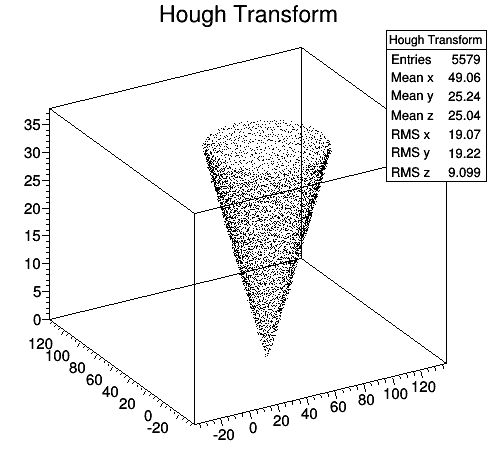 Hough Transform
Hough Transform
Entries 5579
Mean x 49.06
Mean y 25.24
Mean z 25.04
RMS x 19.07
RMS y 19.22
RMS z 9.099
35
30
25
20
15
10
5
0
120
100
80
60
40
20
0
-20
-20 0 20 40 60 80 100 120